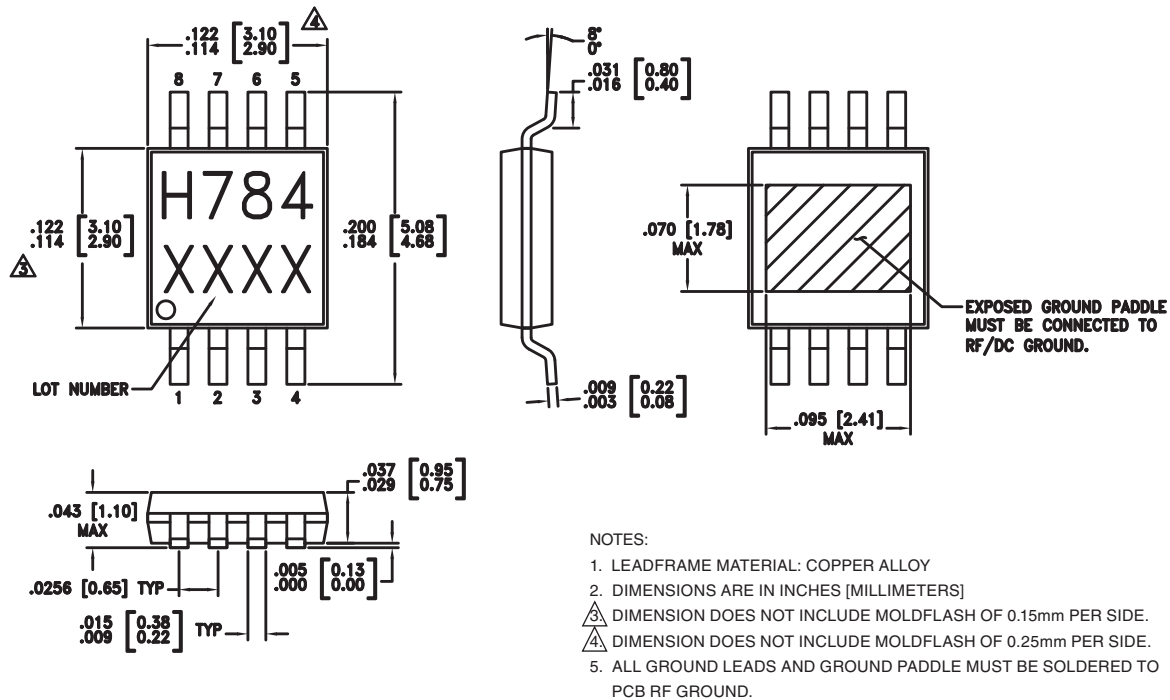 .122 [3.10]
.114 [2.90]
4
8 7 6 5
H784
XXXX
.122 [3.10]
.114 [2.90]
3
.200 [5.08]
.184 [4.68]
LOT NUMBER
1 2 3 4
8°
0°
.031 [0.80]
.016 [0.40]
.009 [0.22]
.003 [0.08]
.070 [1.78]
MAX
EXPOSED GROUND PADDLE
MUST BE CONNECTED TO
RF/DC GROUND.
.095 [2.41]
MAX
.043 [1.10]
MAX
.037 [0.95]
.029 [0.75]
.0256 [0.65] TYP
.005 [0.13]
.000 [0.00]
.015 [0.38]
.009 [0.22]
TYP
NOTES:
1. LEADFRAME MATERIAL: COPPER ALLOY
2. DIMENSIONS ARE IN INCHES [MILLIMETERS]
3. DIMENSION DOES NOT INCLUDE MOLDFLASH OF 0.15mm PER SIDE.
4. DIMENSION DOES NOT INCLUDE MOLDFLASH OF 0.25mm PER SIDE.
5. ALL GROUND LEADS AND GROUND PADDLE MUST BE SOLDERED TO
PCB RF GROUND.